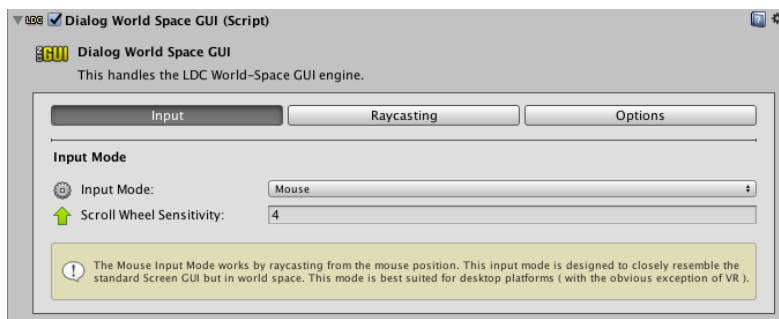 LDC Dialog World Space GUI (Script)
GUI Dialog World Space GUI
This handles the LDC World-Space GUI engine.
Input Raycasting Options
Input Mode
Input Mode: Mouse
Scroll Wheel Sensitivity: 4
The Mouse Input Mode works by raycasting from the mouse position. This input mode is designed to closely resemble the
standard Screen GUI but in world space. This mode is best suited for desktop platforms ( with the obvious exception of VR ).